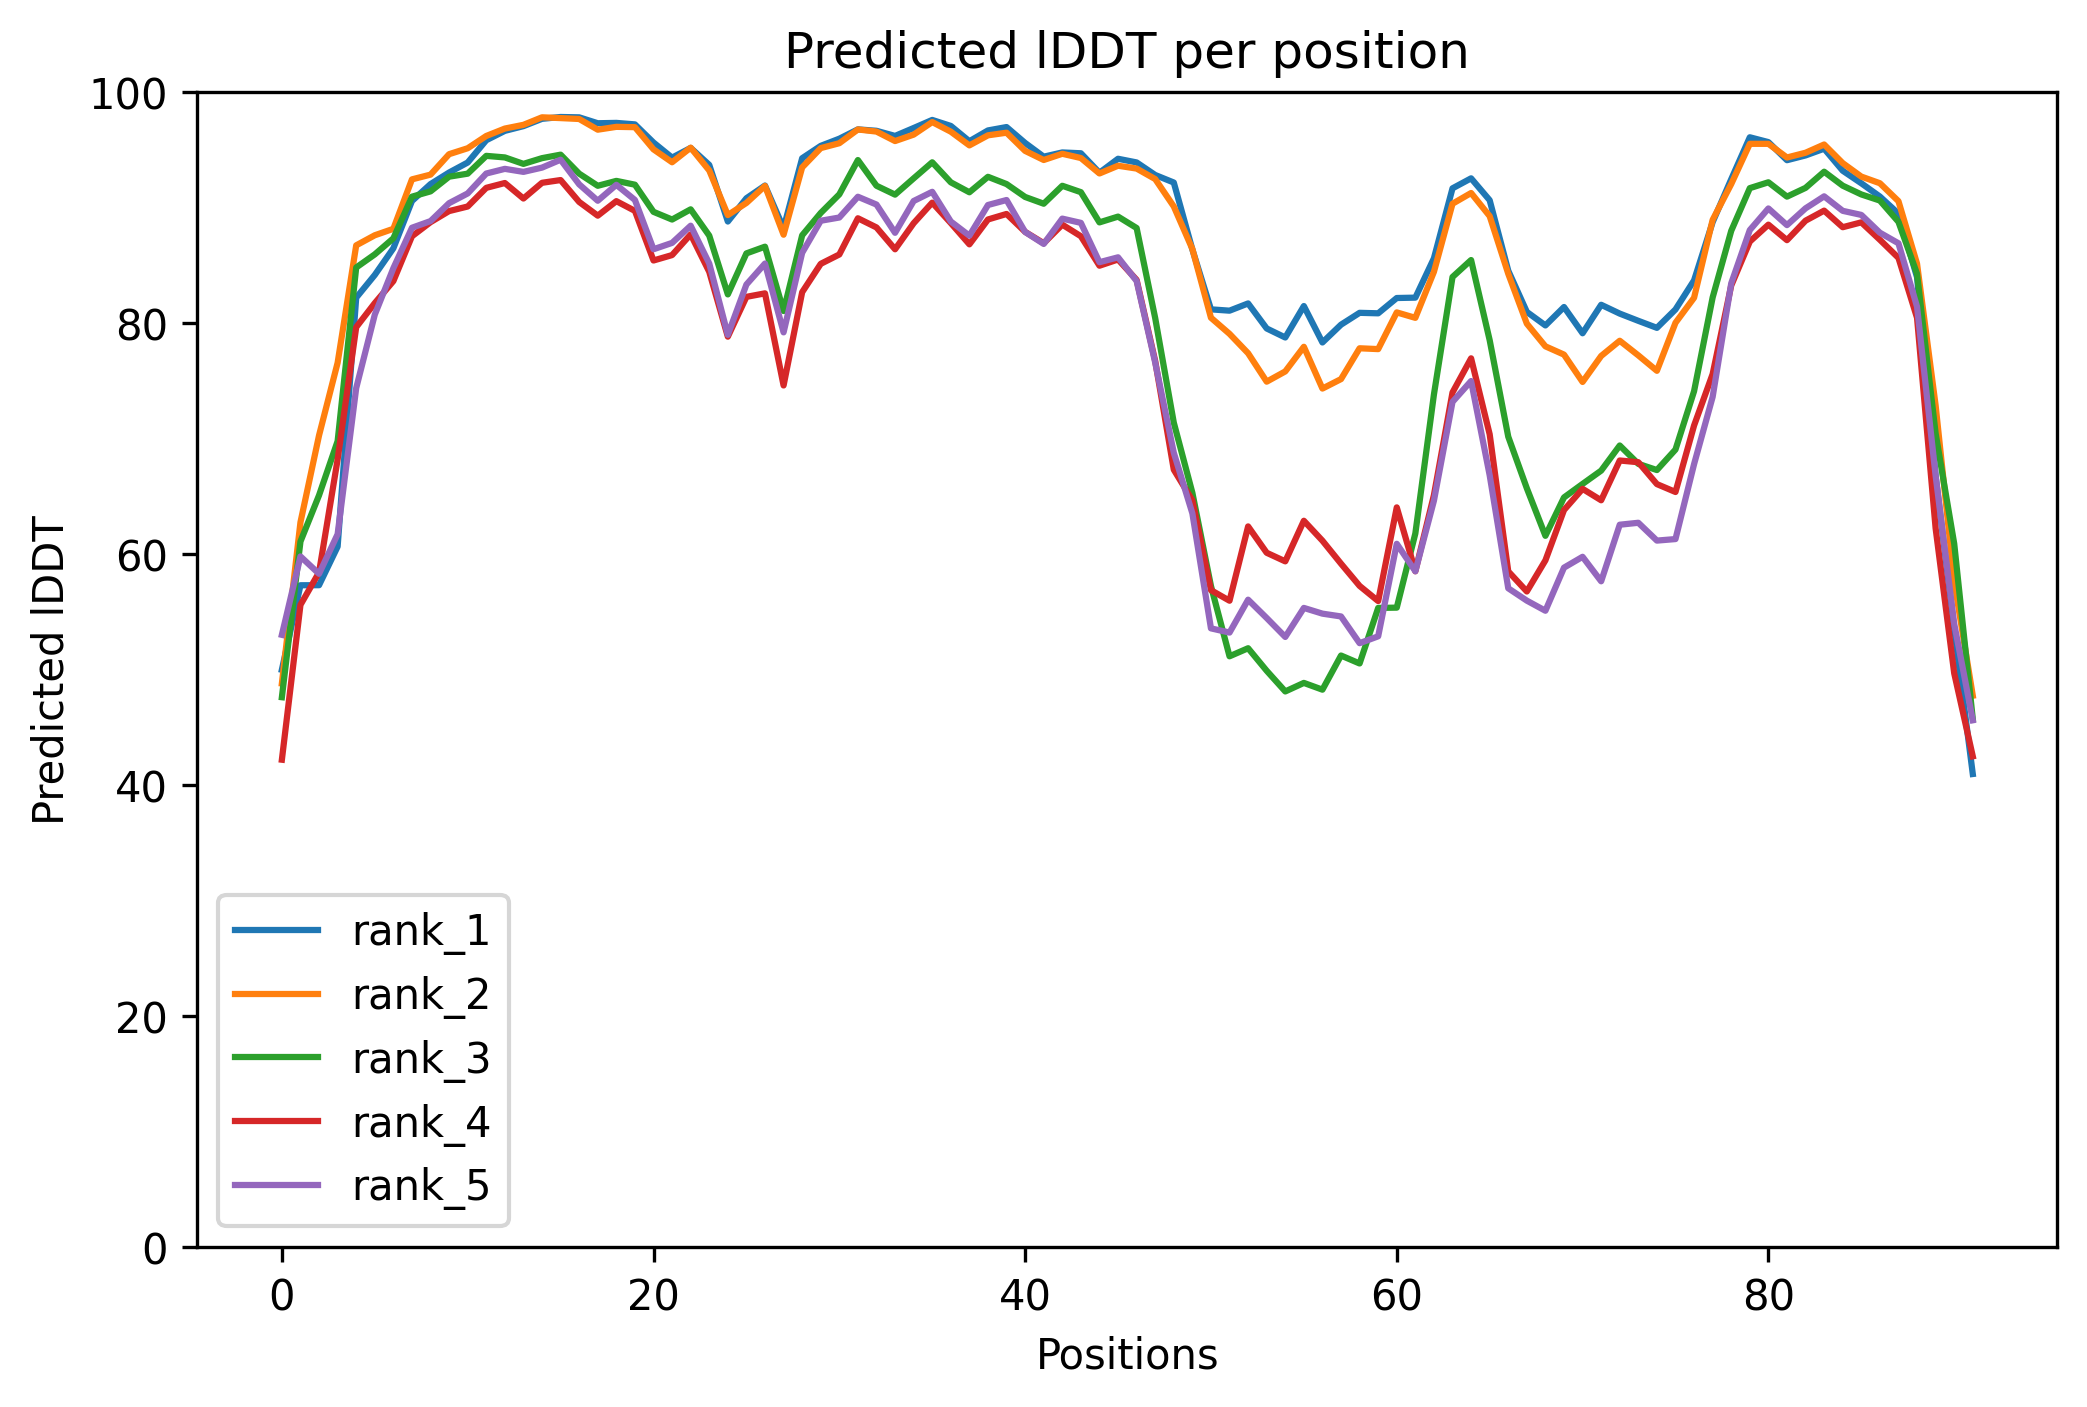 Predicted lDDT per position
100
80
60
40
20
0
Predicted lDDT
rank_1
rank_2
rank_3
rank_4
rank_5
0 20 40 60 80
Positions